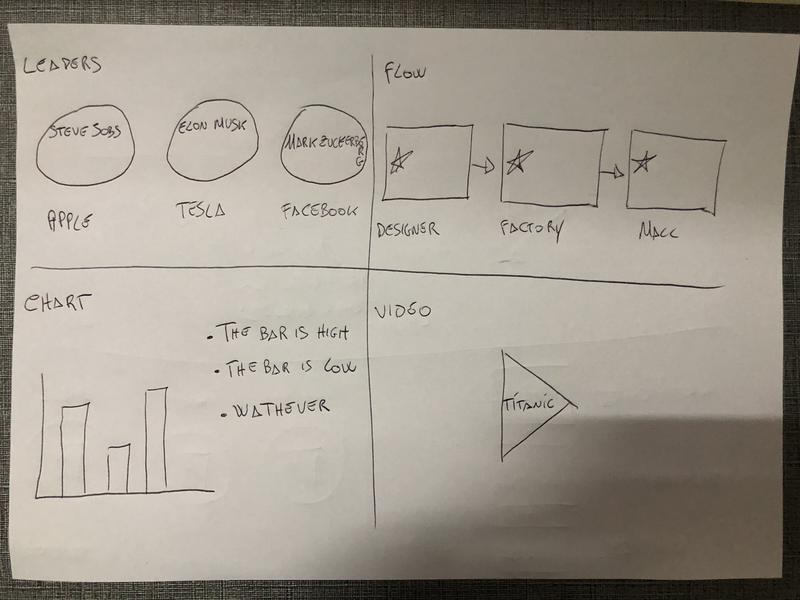 LEADERS
STEVE SOBS
ELON MUSK
MARK ZUCKERBERG
APPLE
TESLA
FACEBOOK
FLOW
DESIGNER
FACTORY
MALL
CHART
• THE BAR IS HIGH
• THE BAR IS LOW
• WATHEVER
VIDEO
TITANIC